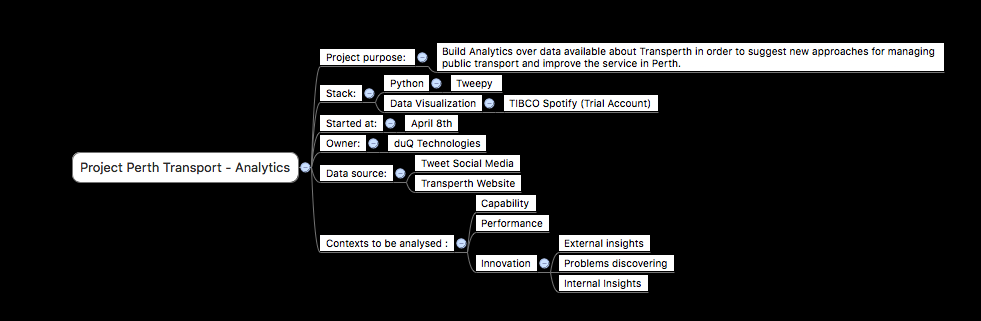 Project Perth Transport - Analytics
Project purpose:
Build Analytics over data available about Transperth in order to suggest new approaches for managing
public transport and improve the service in Perth.
Stack:
Python
Tweepy
Data Visualization
TIBCO Spotify (Trial Account)
Started at:
April 8th
Owner:
duQ Technologies
Data source:
Tweet Social Media
Transperth Website
Contexts to be analysed :
Capability
Performance
Innovation
External insights
Problems discovering
Internal Insights